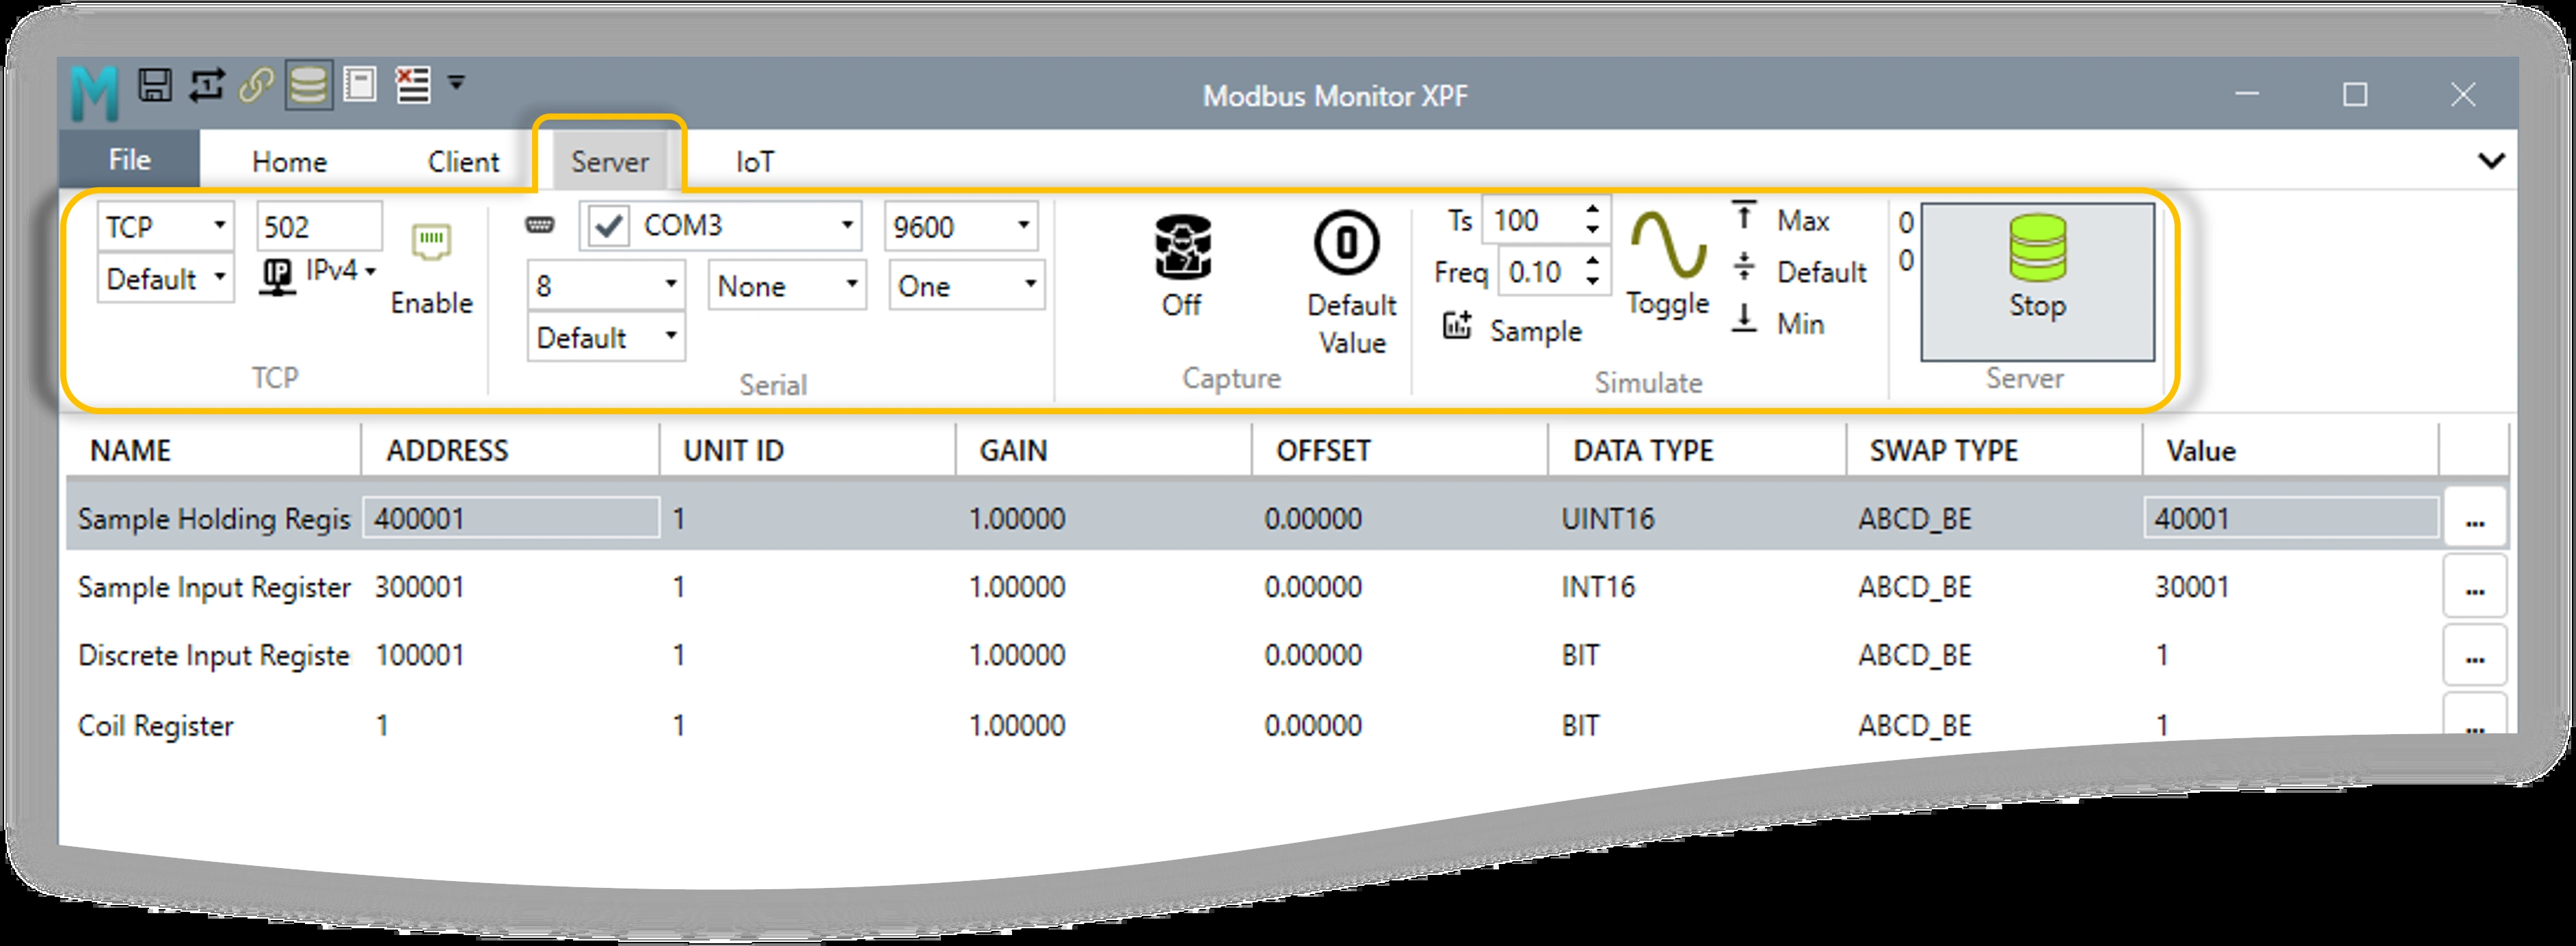 Modbus Monitor XPF
File Home Client Server IoT
TCP 502
Default IPv4 Enable
TCP
COM3 9600
8 None One
Default
Serial
Off
Default Value
Capture
Ts 100
Freq 0.10
Sample
Toggle
Max
Default
Min
Simulate
0
0
Stop
Server
NAME ADDRESS UNIT ID GAIN OFFSET DATA TYPE SWAP TYPE Value
Sample Holding Regis 400001 1 1.00000 0.00000 UINT16 ABCD_BE 40001 ...
Sample Input Register 300001 1 1.00000 0.00000 INT16 ABCD_BE 30001 ...
Discrete Input Registe 100001 1 1.00000 0.00000 BIT ABCD_BE 1 ...
Coil Register 1 1 1.00000 0.00000 BIT ABCD_BE 1 ...